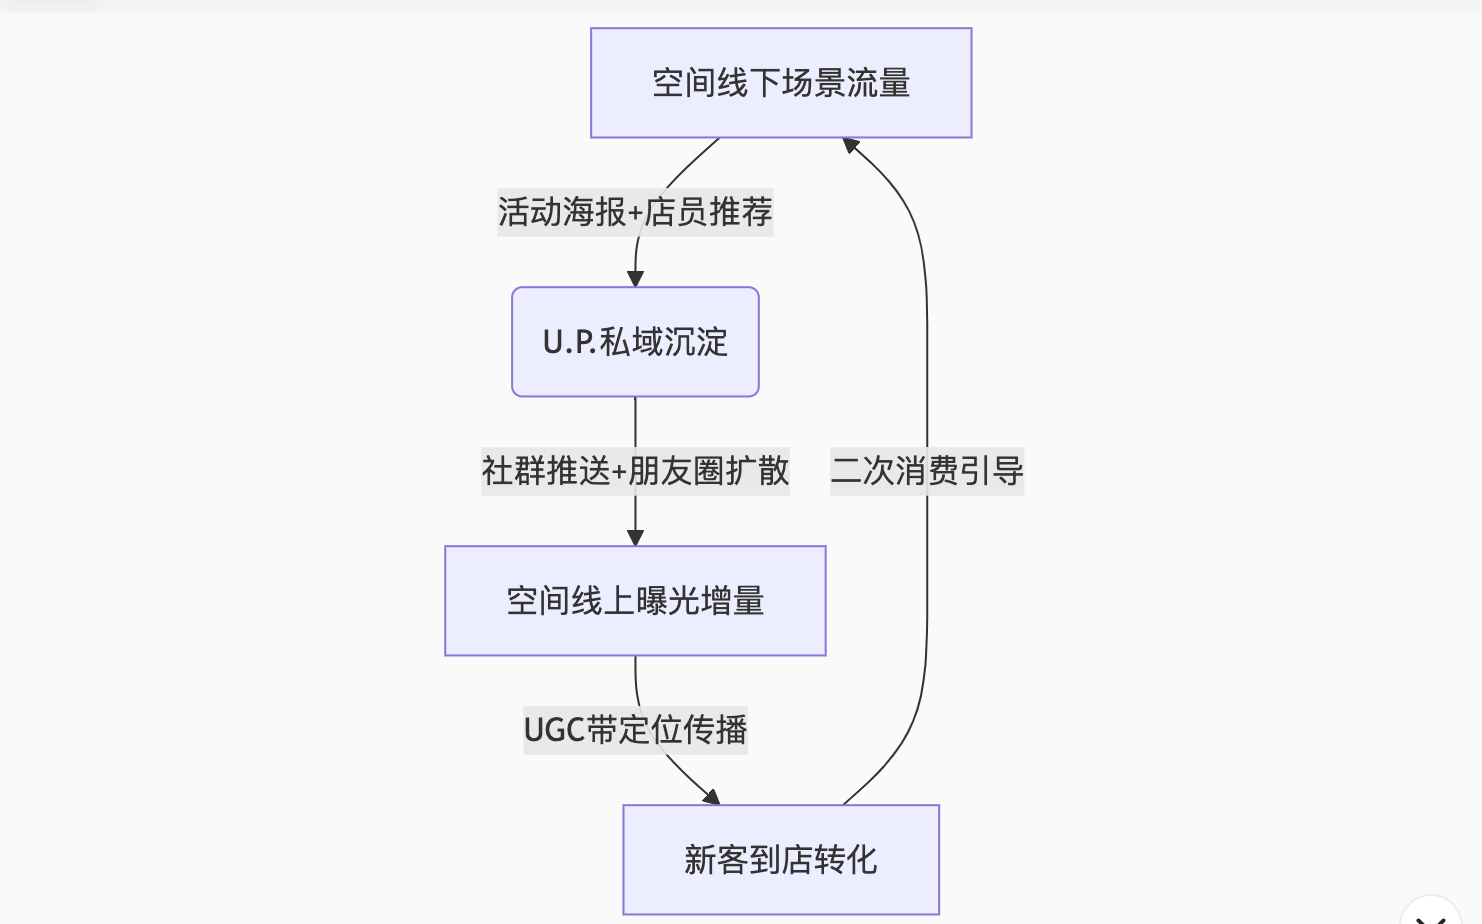 空间线下场景流量
活动海报+店员推荐
U.P.私域沉淀
社群推送+朋友圈扩散
二次消费引导
空间线上曝光增量
UGC带定位传播
新客到店转化